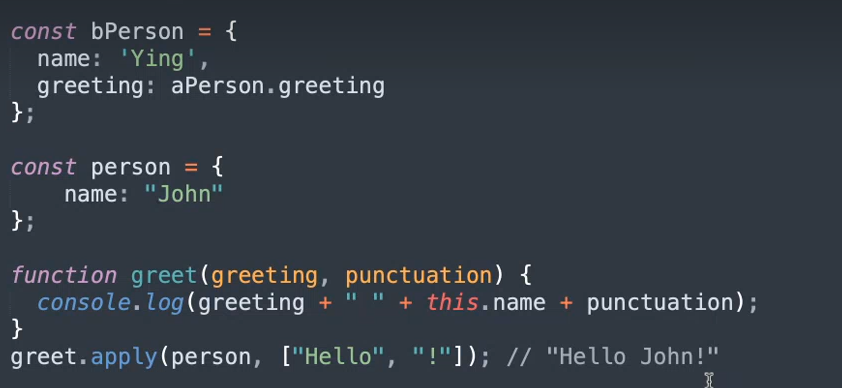 const bPerson = {
  name: 'Ying',
  greeting: aPerson.greeting
};

const person = {
    name: "John"
};

function greet(greeting, punctuation) {
  console.log(greeting + " " + this.name + punctuation);
}
greet.apply(person, ["Hello", "!"]); // "Hello John!"